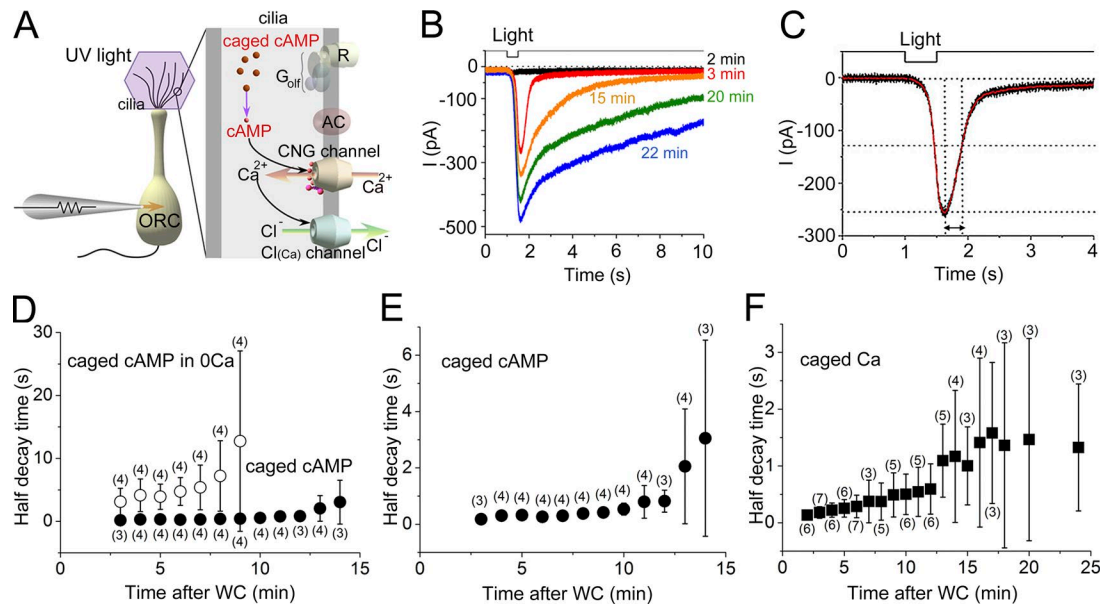 A
UV light
cilia
ORC
cilia
caged cAMP
cAMP
R
Golf
AC
CNG channel
Ca2+
Ca2+
Cl-
Cl-
Cl(Ca) channel
B
Light
0
-100
-300
-500
I (pA)
2 min
3 min
15 min
20 min
22 min
0 2 4 6 8 10
Time (s)
C
Light
0
-100
-200
-300
I (pA)
0 1 2 3 4
Time (s)
D
Half decay time (s)
30
20
10
0
caged cAMP in 0Ca
caged cAMP
(4) (4) (4) (4) (4) (4) (4)
(3) (4) (4) (4) (4) (4) (4) (4) (4) (3) (4) (3)
0 5 10 15
Time after WC (min)
E
Half decay time (s)
6
4
2
0
caged cAMP
(3) (4) (4) (4) (4) (4) (4) (4) (4) (3) (4) (3)
0 5 10 15
Time after WC (min)
F
Half decay time (s)
3
2
1
0
caged Ca
(7) (6) (3) (5) (5) (5) (4) (3) (4) (3) (3) (3)
(6) (6) (7) (5) (6) (6) (6) (3)
0 5 10 15 20 25
Time after WC (min)